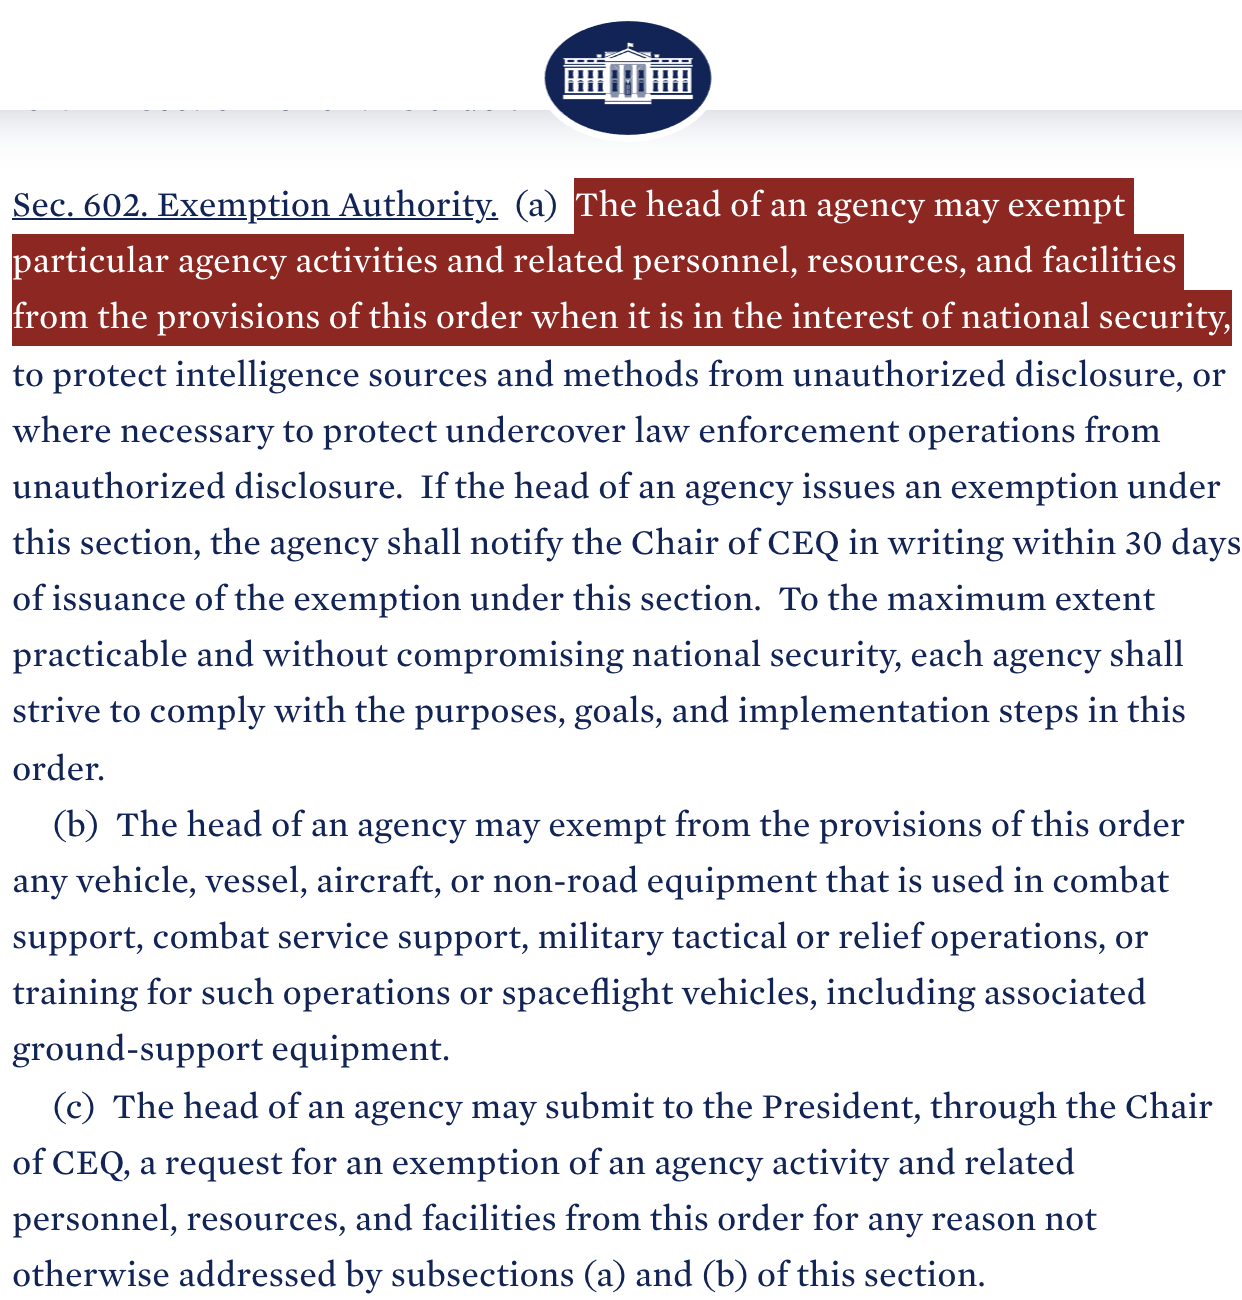 Sec. 602. Exemption Authority. (a) The head of an agency may exempt
particular agency activities and related personnel, resources, and facilities
from the provisions of this order when it is in the interest of national security,
to protect intelligence sources and methods from unauthorized disclosure, or
where necessary to protect undercover law enforcement operations from
unauthorized disclosure. If the head of an agency issues an exemption under
this section, the agency shall notify the Chair of CEQ in writing within 30 days
of issuance of the exemption under this section. To the maximum extent
practicable and without compromising national security, each agency shall
strive to comply with the purposes, goals, and implementation steps in this
order.
(b) The head of an agency may exempt from the provisions of this order
any vehicle, vessel, aircraft, or non-road equipment that is used in combat
support, combat service support, military tactical or relief operations, or
training for such operations or spaceflight vehicles, including associated
ground-support equipment.
(c) The head of an agency may submit to the President, through the Chair
of CEQ, a request for an exemption of an agency activity and related
personnel, resources, and facilities from this order for any reason not
otherwise addressed by subsections (a) and (b) of this section.